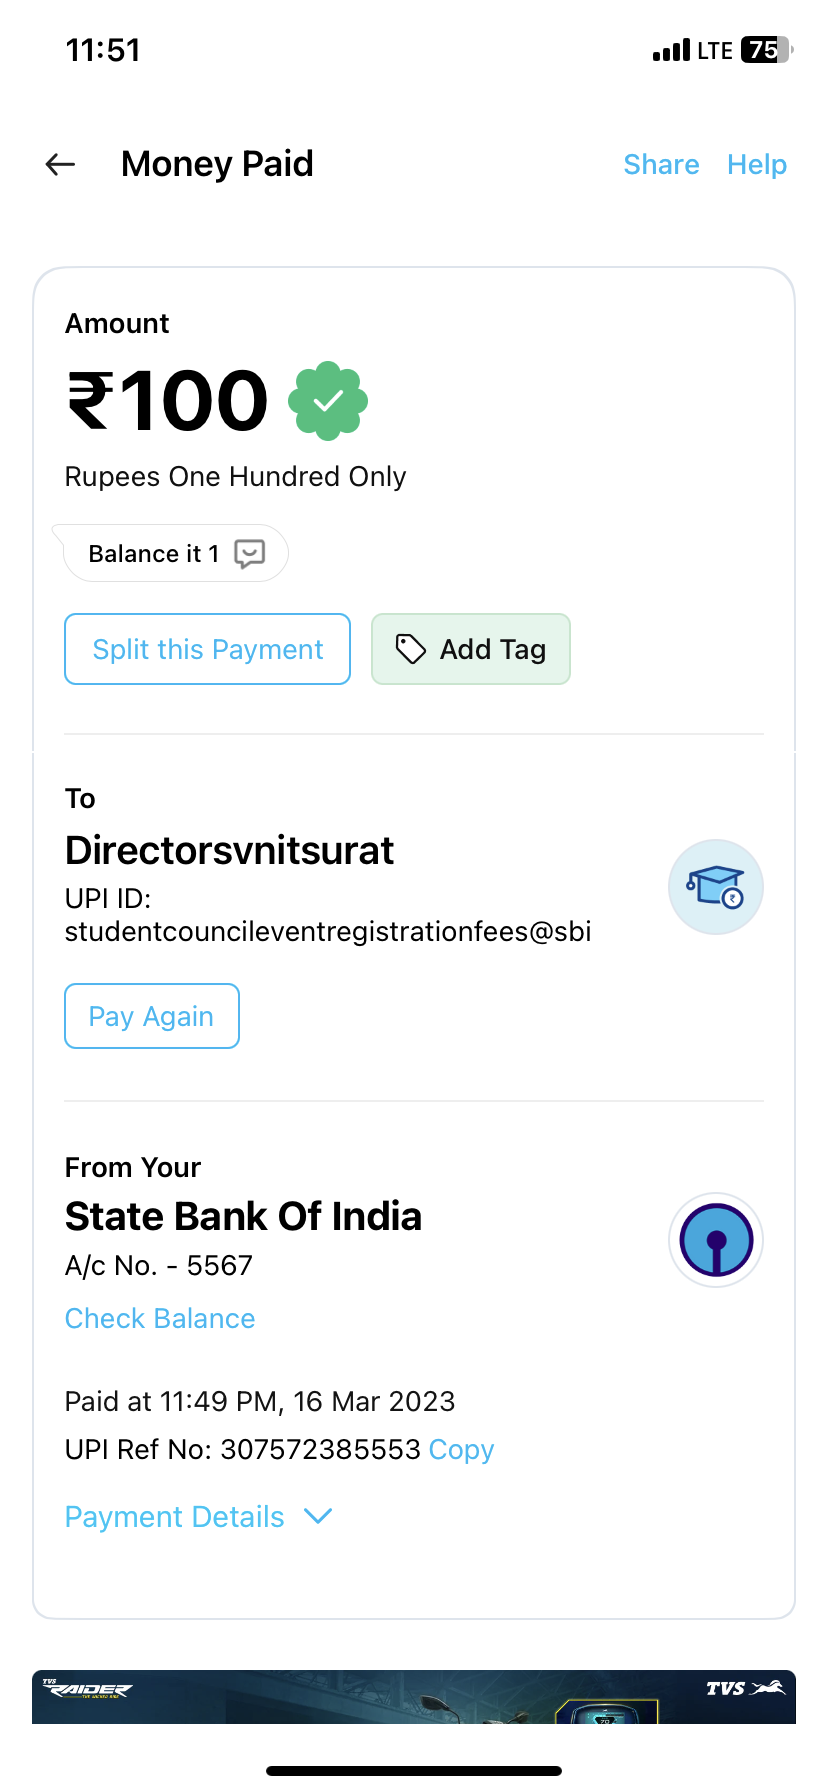 11:51
LTE 75
Money Paid
Share Help
Amount
₹100
Rupees One Hundred Only
Balance it 1
Split this Payment
Add Tag
To
Directorsvnitsurat
UPI ID:
studentcouncileventregistrationfees@sbi
Pay Again
From Your
State Bank Of India
A/c No. - 5567
Check Balance
Paid at 11:49 PM, 16 Mar 2023
UPI Ref No: 307572385553 Copy
Payment Details
TVS
RAIDER
THE WICKED RIDE
TVS